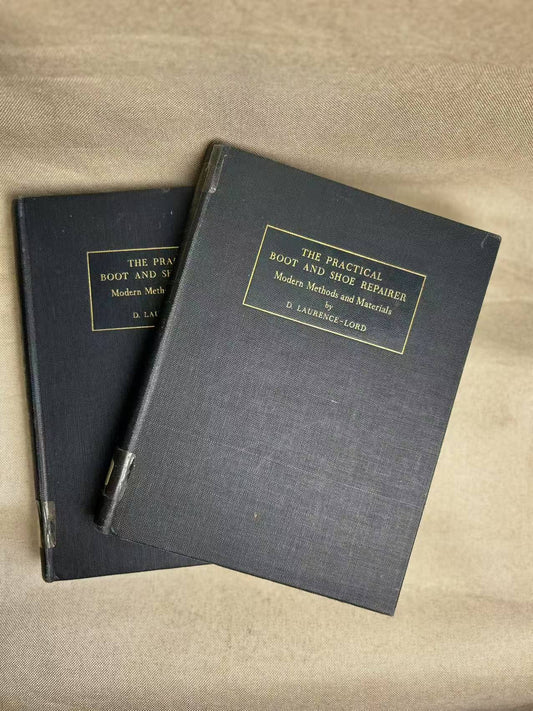 THE PRAC
BOOT AND SH
Modern Meth
D. LAU
THE PRACTICAL
BOOT AND SHOE REPAIRER
Modern Methods and Materials
by
D. LAURENCE-LORD